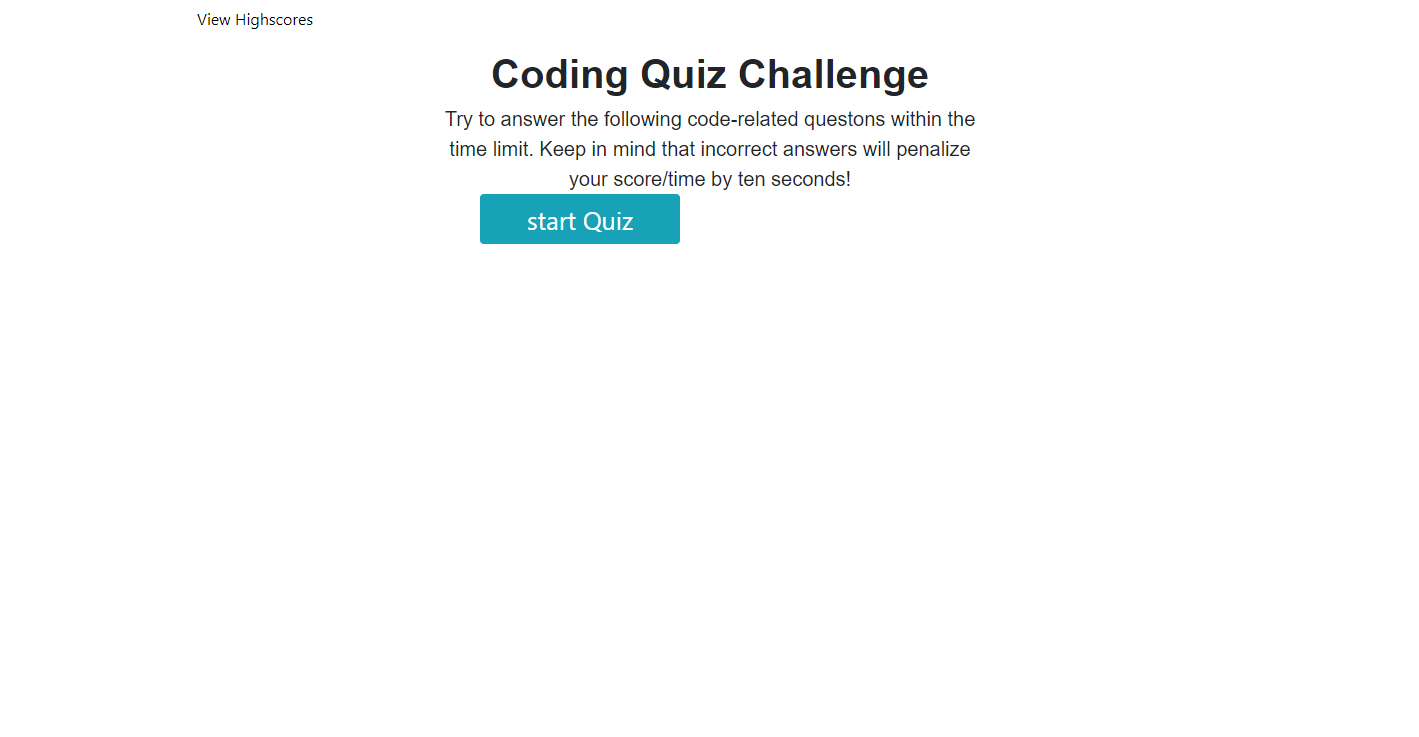 View Highscores
Coding Quiz Challenge
Try to answer the following code-related questons within the
time limit. Keep in mind that incorrect answers will penalize
your score/time by ten seconds!
start Quiz